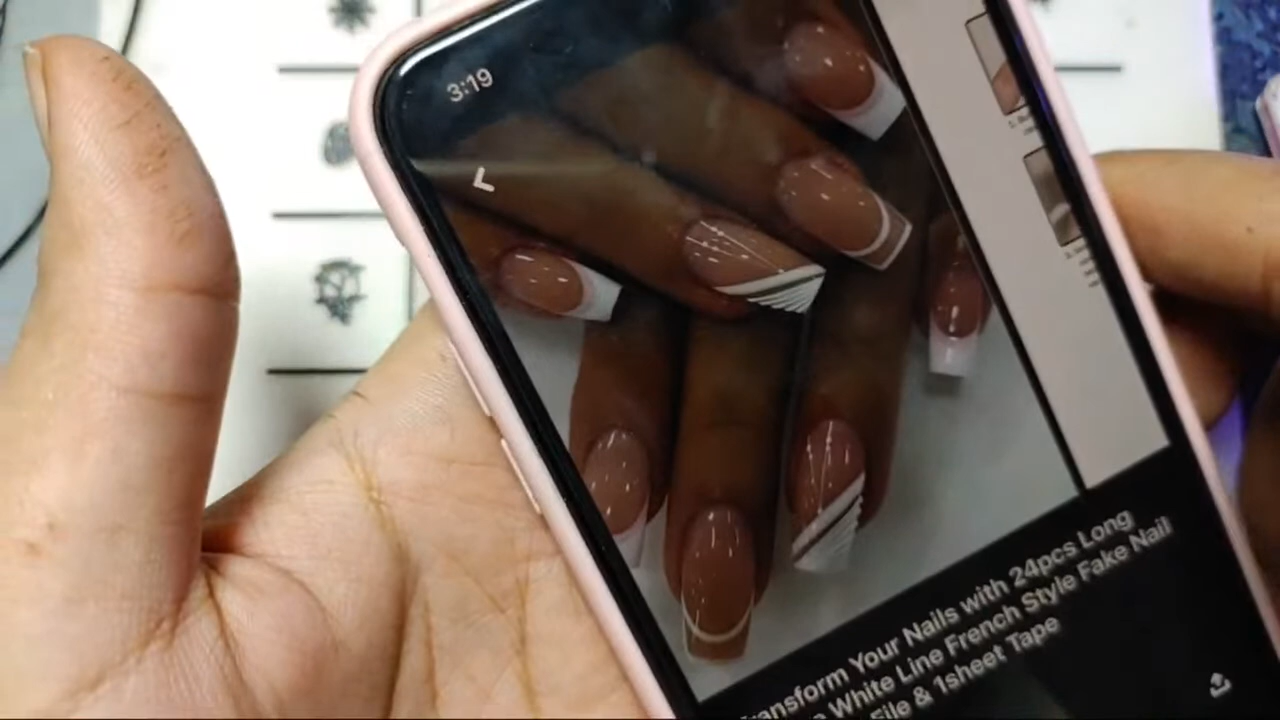 3:19
Transform Your Nails with 24pcs Long
White Line French Style Fake Nail
File & 1sheet Tape